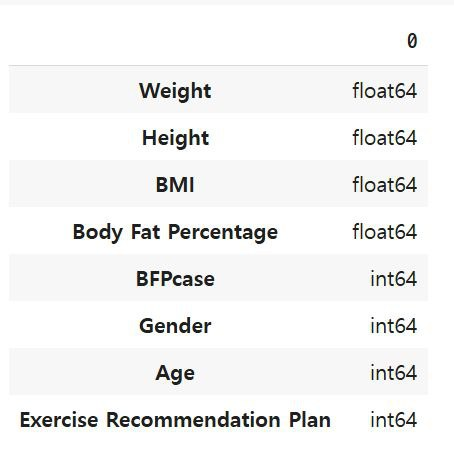 0
Weight float64
Height float64
BMI float64
Body Fat Percentage float64
BFPcase int64
Gender int64
Age int64
Exercise Recommendation Plan int64